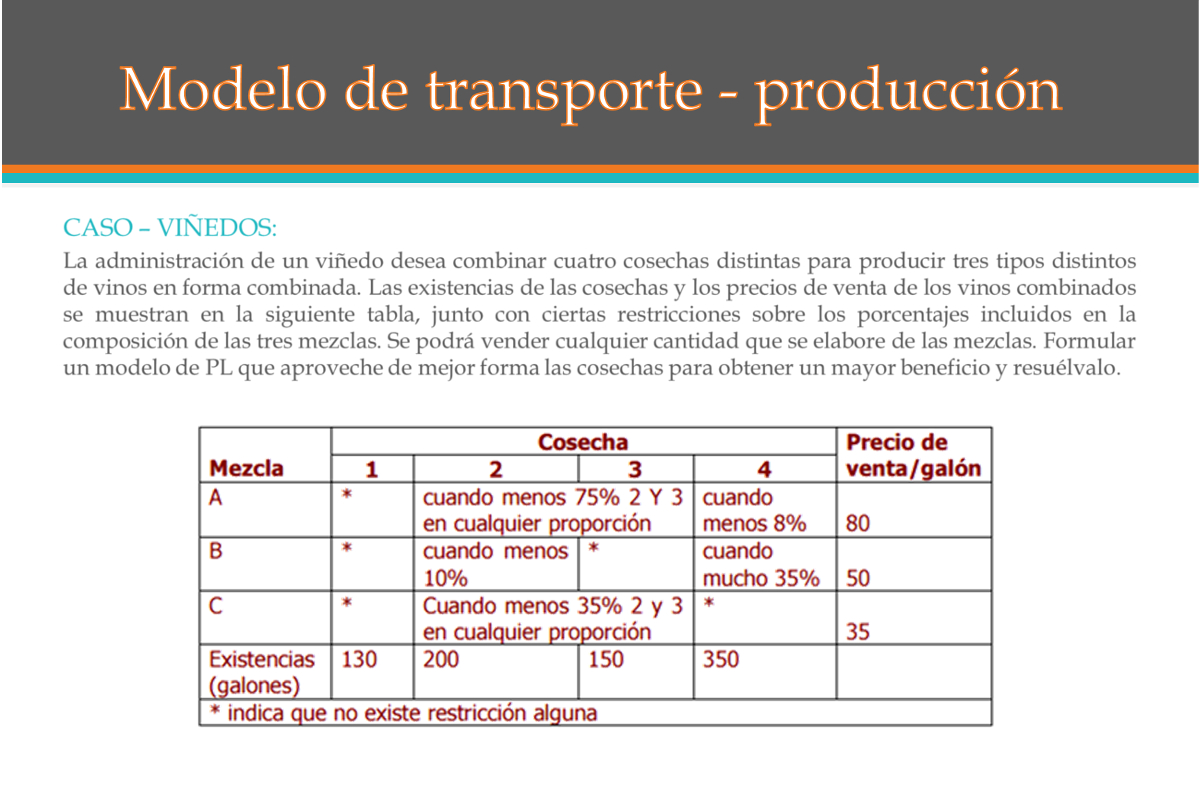 Modelo de transporte - producción
CASO – VIÑEDOS:
La administración de un viñedo desea combinar cuatro cosechas distintas para producir tres tipos distintos
de vinos en forma combinada. Las existencias de las cosechas y los precios de venta de los vinos combinados
se muestran en la siguiente tabla, junto con ciertas restricciones sobre los porcentajes incluidos en la
composición de las tres mezclas. Se podrá vender cualquier cantidad que se elabore de las mezclas. Formular
un modelo de PL que aproveche de mejor forma las cosechas para obtener un mayor beneficio y resuélvalo.
Cosecha Precio de
Mezcla 1 2 3 4 venta/galón
A * cuando menos 75% 2 Y 3 cuando
en cualquier proporción menos 8% 80
B * cuando menos * cuando
10% mucho 35% 50
C * Cuando menos 35% 2 y 3 *
en cualquier proporción 35
Existencias 130 200 150 350
(galones)
* indica que no existe restricción alguna